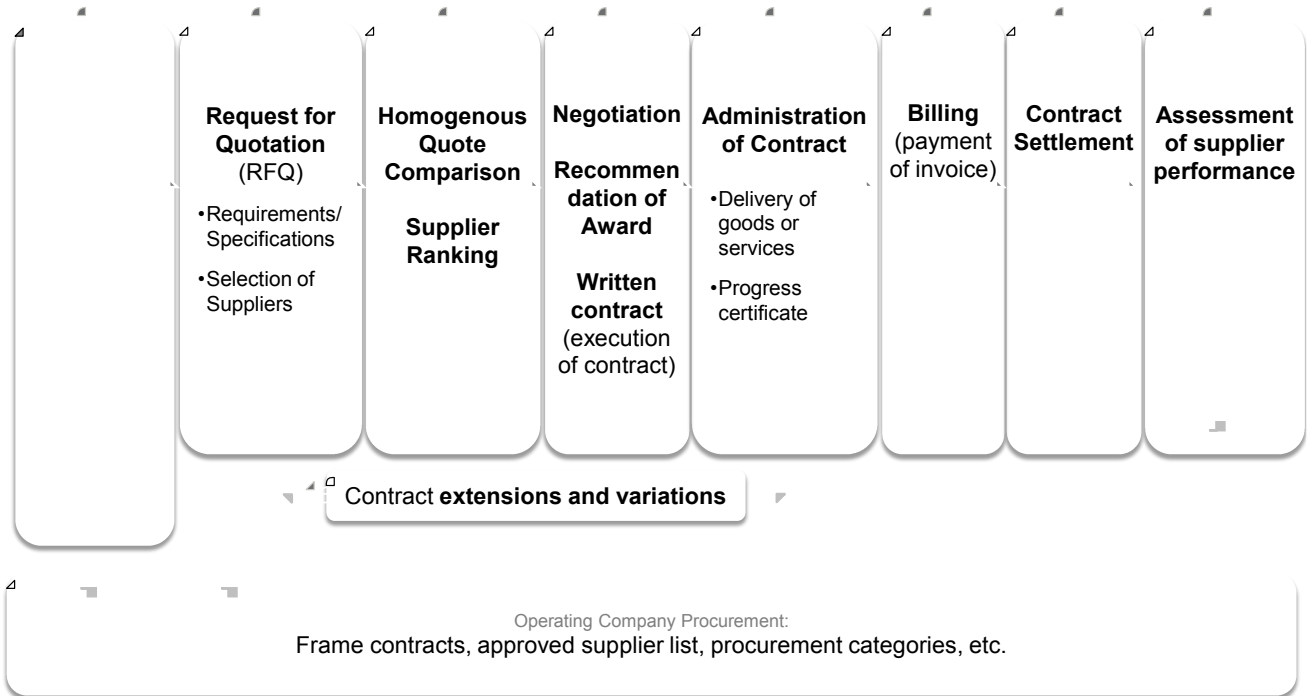 Request for
Quotation
(RFQ)
•Requirements/
Specifications
•Selection of
Suppliers
Homogenous
Quote
Comparison
Supplier
Ranking
Negotiation
Recommen
dation of
Award
Written
contract
(execution
of contract)
Administration
of Contract
•Delivery of
goods or
services
•Progress
certificate
Billing
(payment
of invoice)
Contract
Settlement
Assessment
of supplier
performance
Contract extensions and variations
Operating Company Procurement:
Frame contracts, approved supplier list, procurement categories, etc.